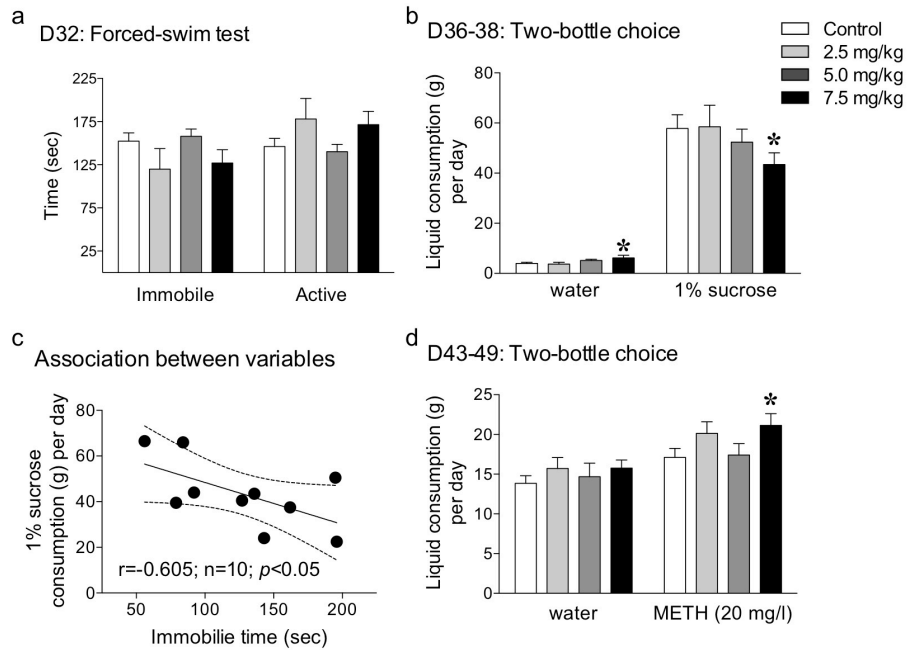 a
D32: Forced-swim test
225
175
125
75
25
Time (sec)
Immobile
Active
b
D36-38: Two-bottle choice
Control
2.5 mg/kg
5.0 mg/kg
7.5 mg/kg
80
60
40
20
0
Liquid consumption (g)
per day
*
*
water
1% sucrose
c
Association between variables
80
60
40
20
0
1% sucrose
consumption (g) per day
r=-0.605; n=10; p<0.05
50
100
150
200
Immobilie time (sec)
d
D43-49: Two-bottle choice
25
20
15
10
5
0
Liquid consumption (g)
per day
*
water
METH (20 mg/l)